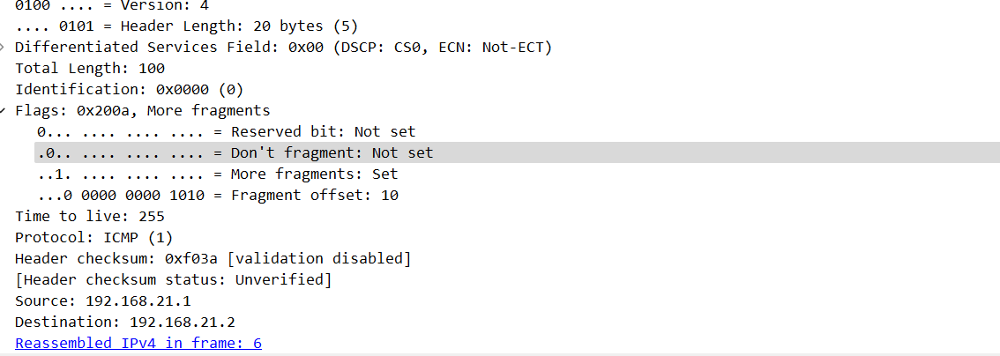 0100 .... = Version: 4
.... 0101 = Header Length: 20 bytes (5)
Differentiated Services Field: 0x00 (DSCP: CS0, ECN: Not-ECT)
Total Length: 100
Identification: 0x0000 (0)
Flags: 0x200a, More fragments
0... .... .... .... = Reserved bit: Not set
.0.. .... .... .... = Don't fragment: Not set
..1. .... .... .... = More fragments: Set
...0 0000 0000 1010 = Fragment offset: 10
Time to live: 255
Protocol: ICMP (1)
Header checksum: 0xf03a [validation disabled]
[Header checksum status: Unverified]
Source: 192.168.21.1
Destination: 192.168.21.2
Reassembled IPv4 in frame: 6